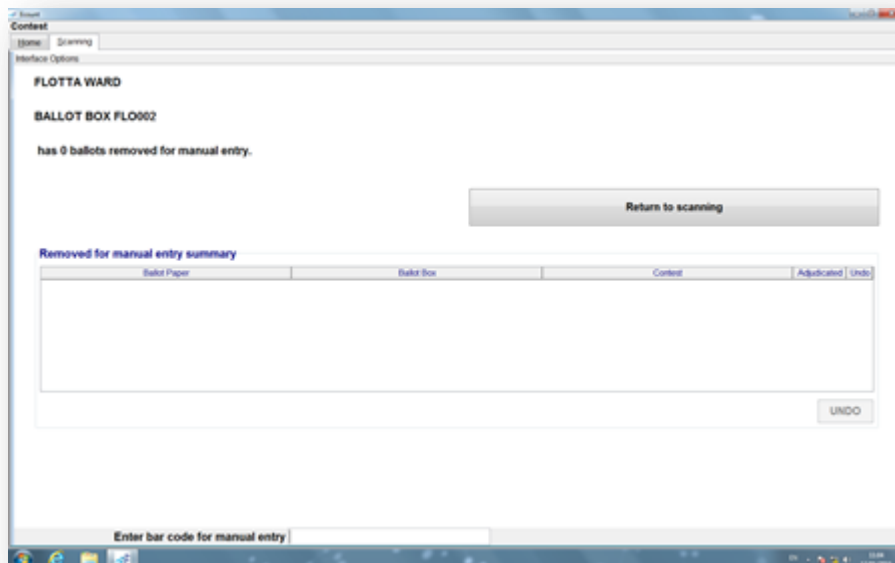 Contest
Home Scanning
Interface Options
FLOTTA WARD
BALLOT BOX FLO002
has 0 ballots removed for manual entry.
Return to scanning
Removed for manual entry summary
Ballot Paper Ballot Box Contest Adjudicated Undo
UNDO
Enter bar code for manual entry
EN